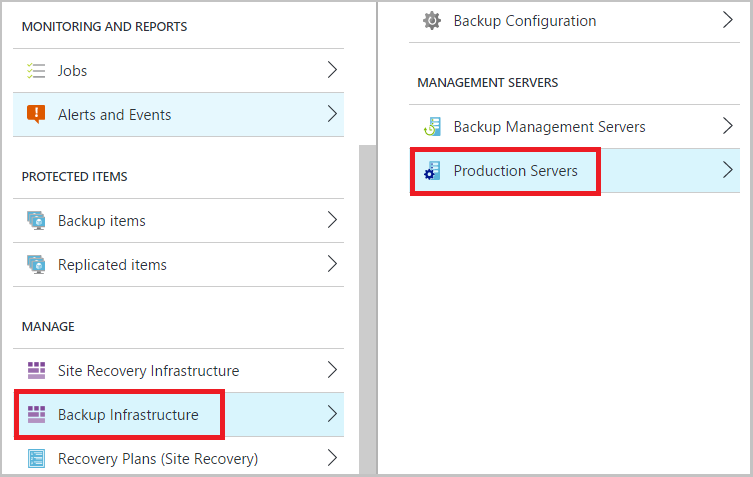 MONITORING AND REPORTS
Jobs
Alerts and Events
PROTECTED ITEMS
Backup items
Replicated items
MANAGE
Site Recovery Infrastructure
Backup Infrastructure
Recovery Plans (Site Recovery)
Backup Configuration
MANAGEMENT SERVERS
Backup Management Servers
Production Servers